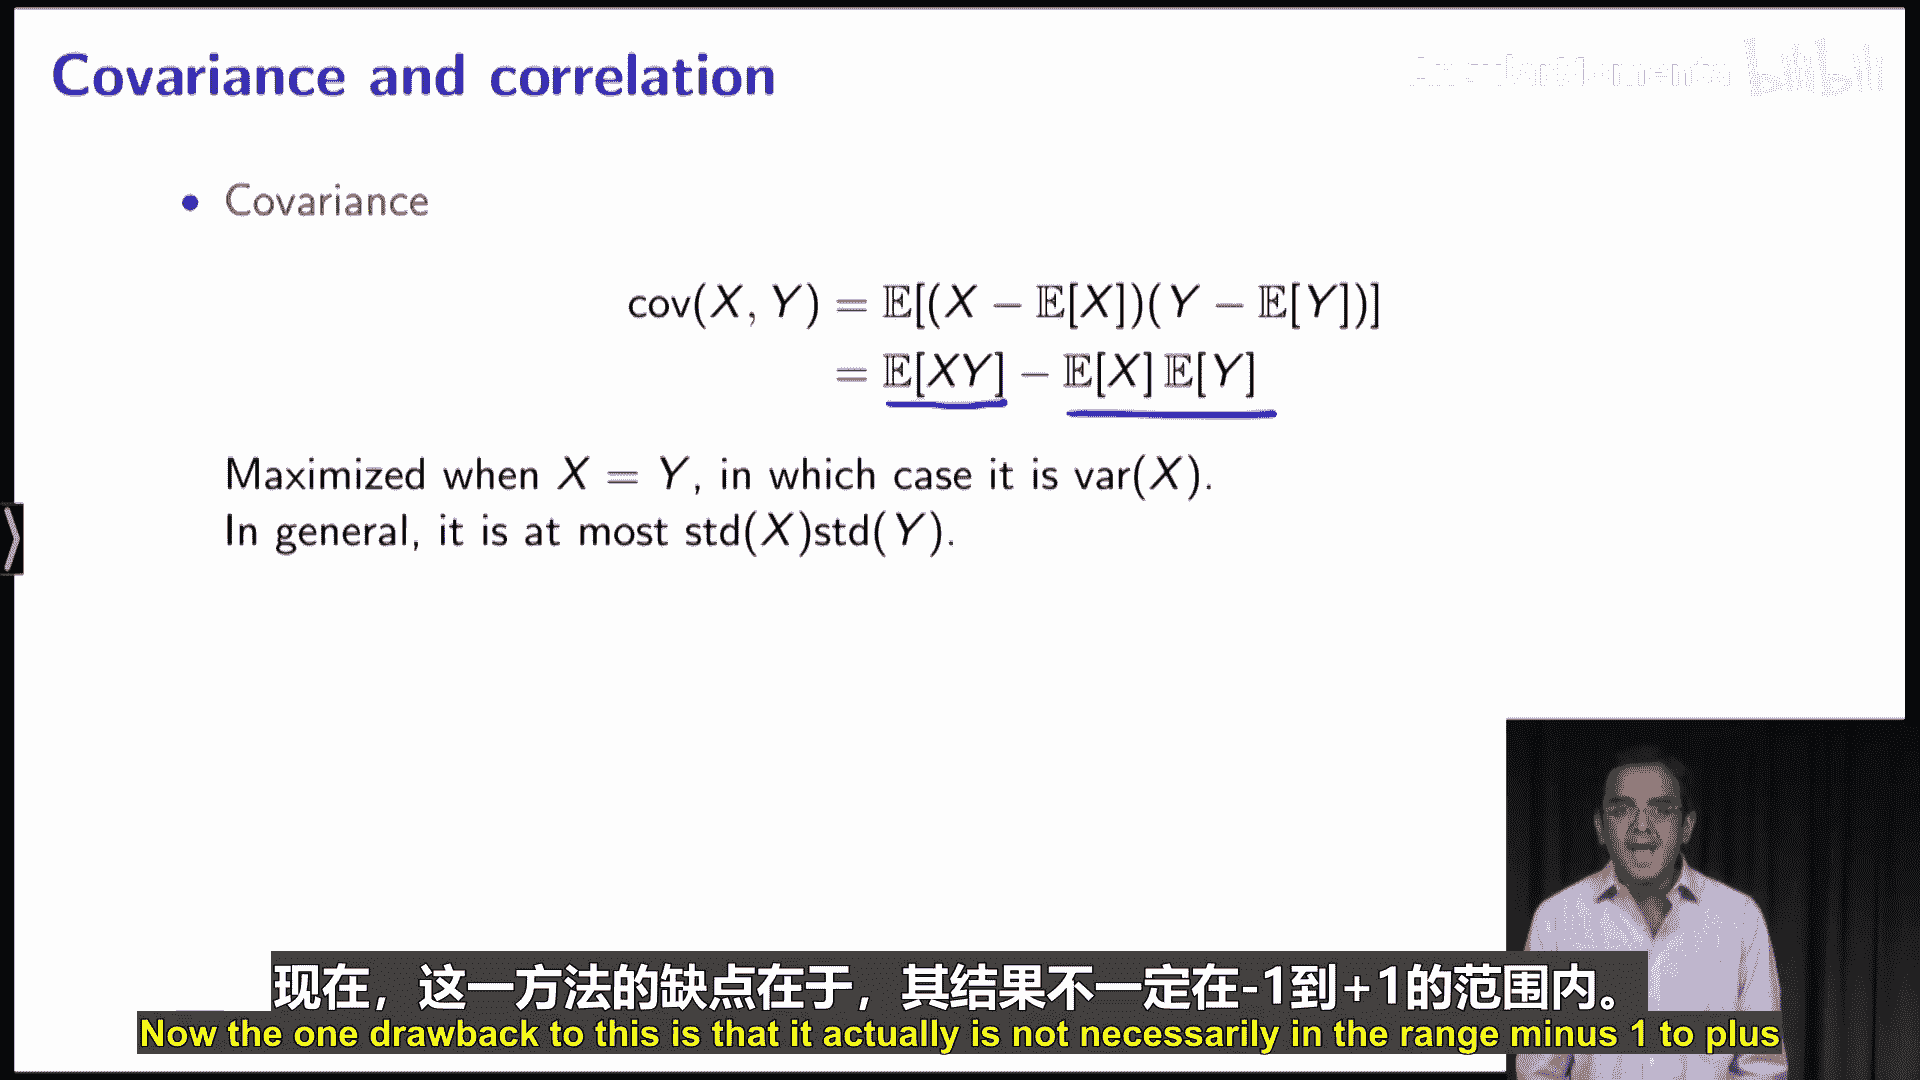 Covariance and correlation
bilibili
• Covariance
cov(X, Y) = 𝔼[(X − 𝔼[X])(Y − 𝔼[Y])]
= 𝔼[XY] − 𝔼[X] 𝔼[Y]
Maximized when X = Y, in which case it is var(X).
In general, it is at most std(X)std(Y).
现在，这一方法的缺点在于，其结果不一定在-1到+1的范围内。
Now the one drawback to this is that it actually is not necessarily in the range minus 1 to plus